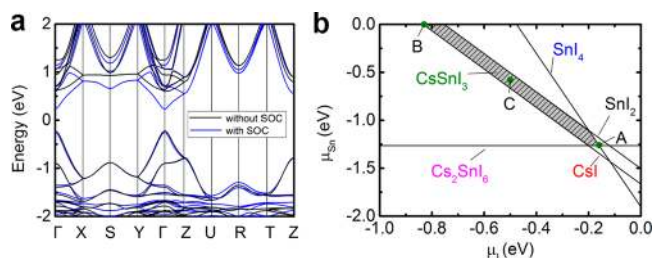 a
Energy (eV)
2
1
0
-1
-2
without SOC
with SOC
Γ X S Y Γ Z U R T Z
b
μSn (eV)
0.0
-0.5
-1.0
-1.5
-2.0
B
SnI4
CsSnI3
C
SnI2
A
Cs2SnI6
CsI
-1.0 -0.8 -0.6 -0.4 -0.2 0.0
μI (eV)